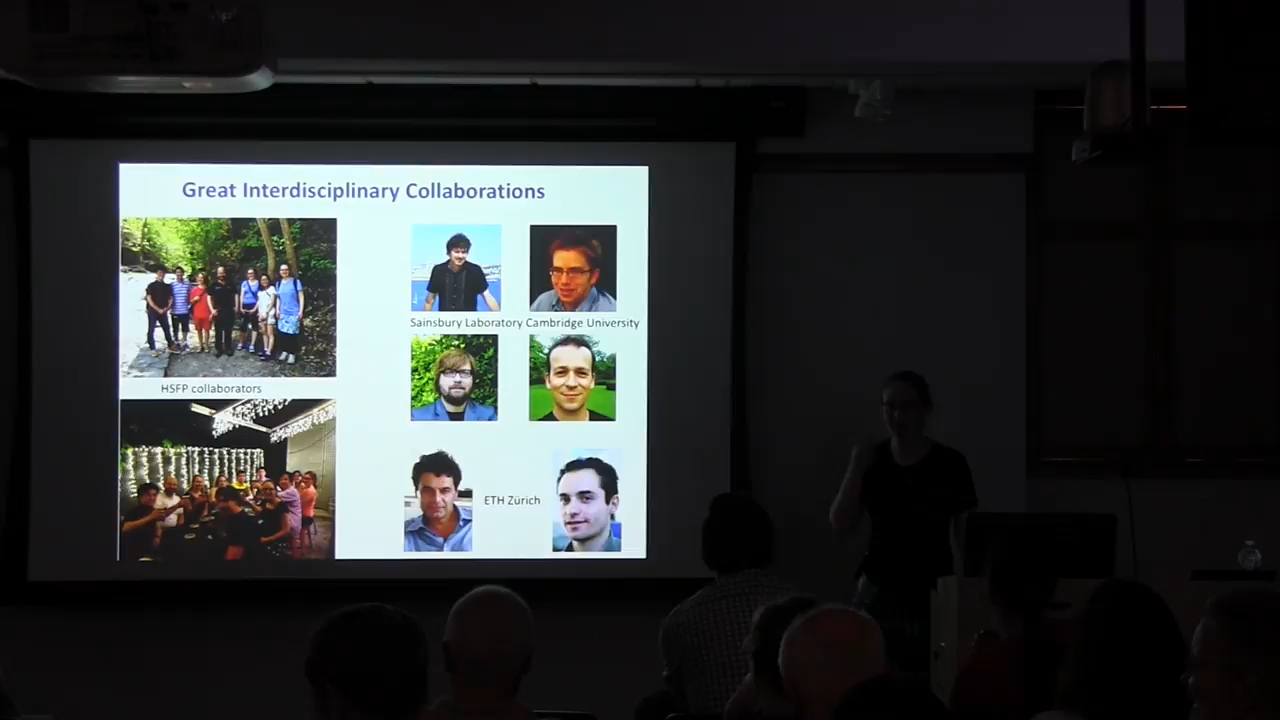 Great Interdisciplinary Collaborations
Sainsbury Laboratory Cambridge University
HSFP collaborators
ETH Zürich